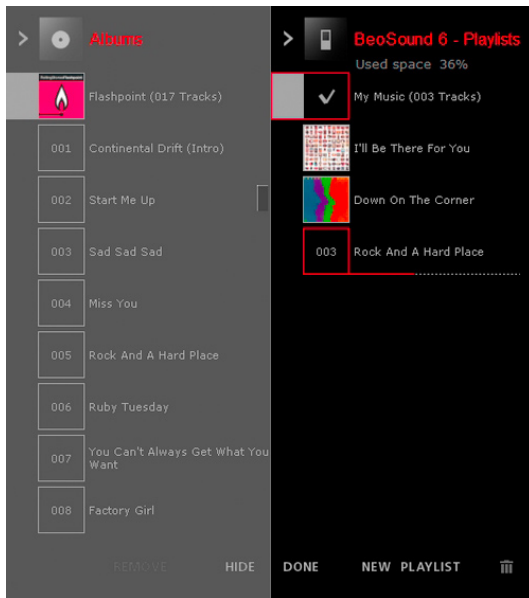 Albums
Flashpoint (017 Tracks)
001 Continental Drift (Intro)
002 Start Me Up
003 Sad Sad Sad
004 Miss You
005 Rock And A Hard Place
006 Ruby Tuesday
007 You Can't Always Get What You
Want
008 Factory Girl
REMOVE HIDE
BeoSound 6 - Playlists
Used space 36%
My Music (003 Tracks)
I'll Be There For You
Down On The Corner
003 Rock And A Hard Place
DONE NEW PLAYLIST